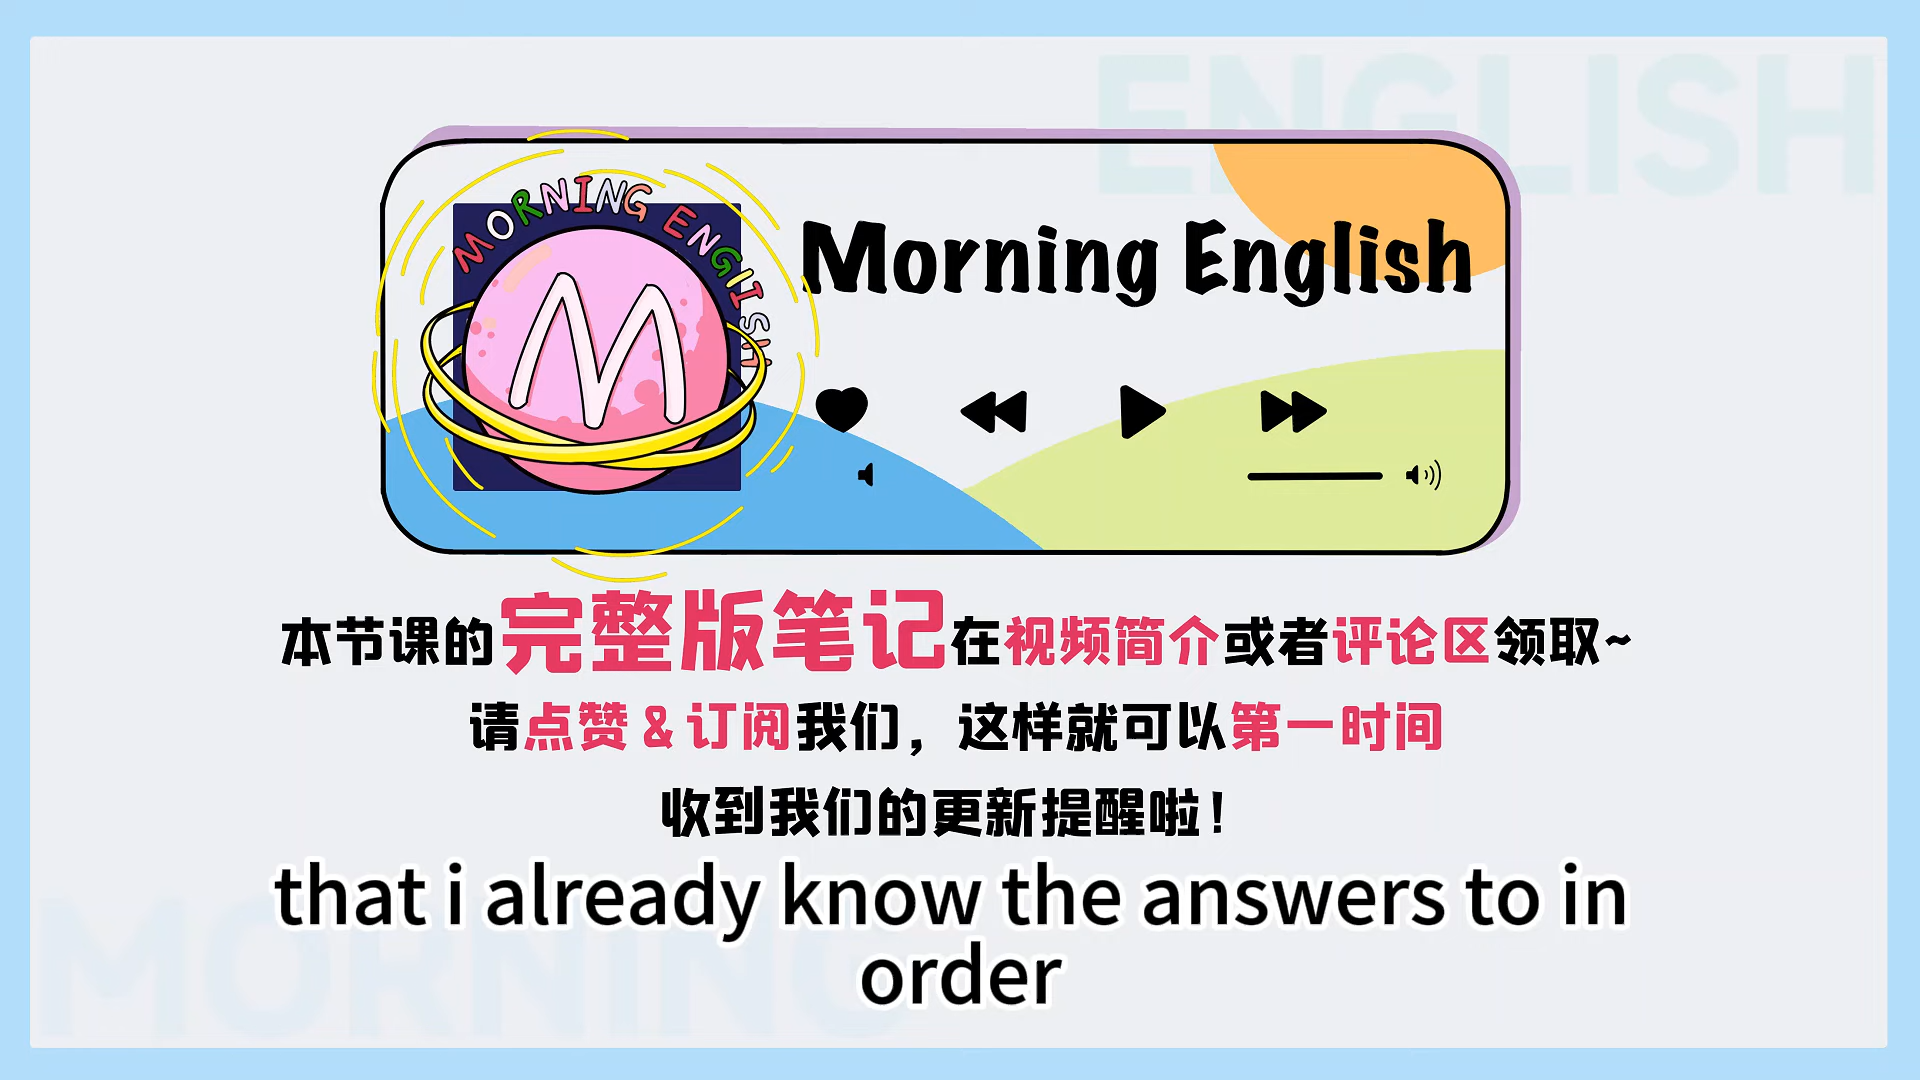 ENGLISH
MORNING ENGLISH
M
Morning English
本节课的完整版笔记在视频简介或者评论区领取~
请点赞&订阅我们，这样就可以第一时间
收到我们的更新提醒啦！
that i already know the answers to in
order
MORNING